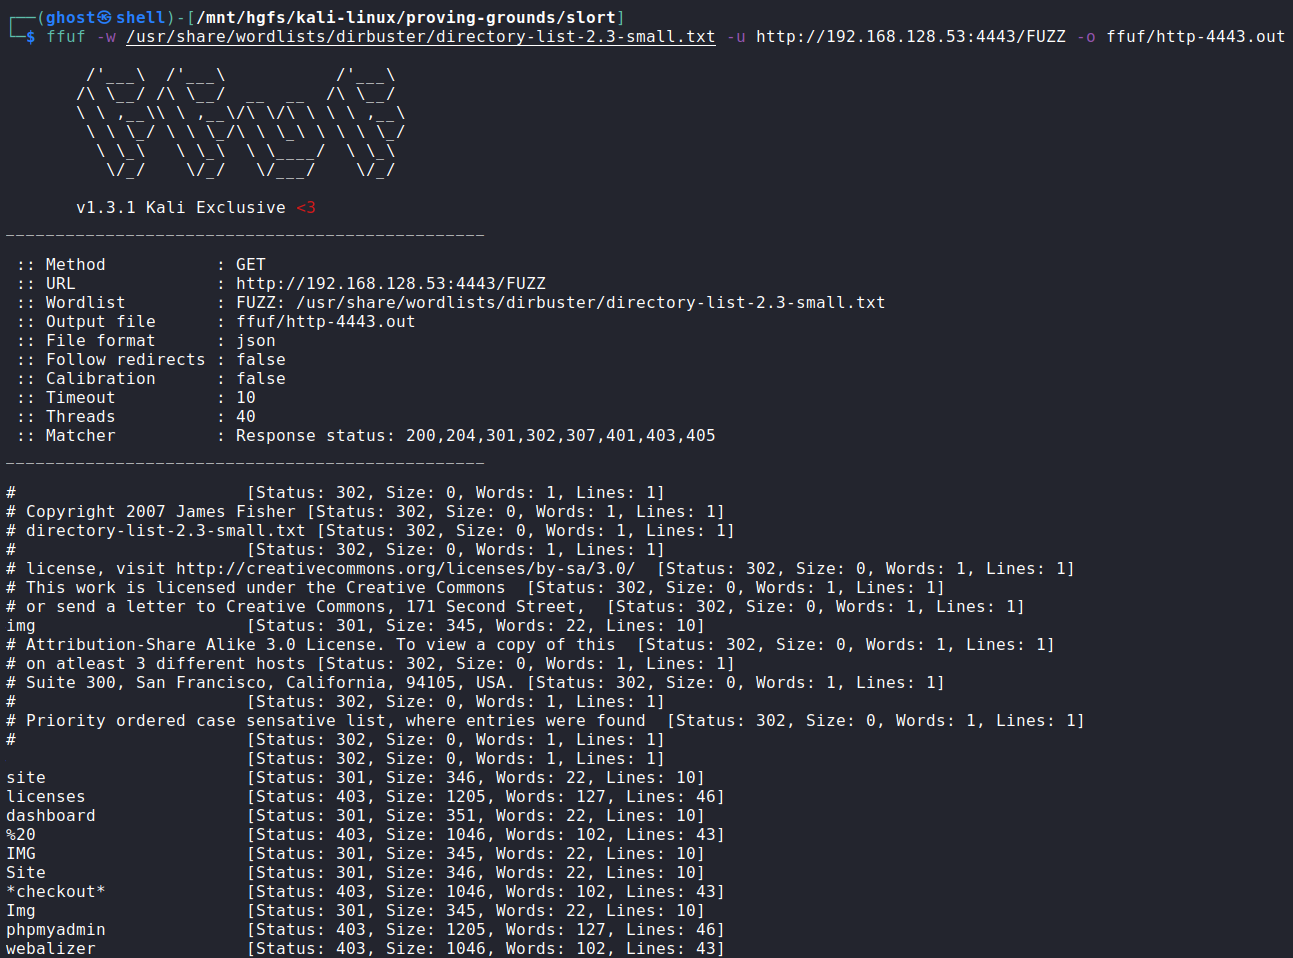 ┌──(ghost㉿shell)-[/mnt/hgfs/kali-linux/proving-grounds/slort]
└─$ ffuf -w /usr/share/wordlists/dirbuster/directory-list-2.3-small.txt -u http://192.168.128.53:4443/FUZZ -o ffuf/http-4443.out

        /'___\  /'___\           /'___\
       /\ \__/ /\ \__/  __  __  /\ \__/
       \ \ ,__\\ \ ,__\/\ \/\ \ \ \ ,__\
        \ \ \_/ \ \ \_/\ \ \_\ \ \ \ \_/
         \ \_\   \ \_\  \ \____/  \ \_\
          \/_/    \/_/   \/___/    \/_/

       v1.3.1 Kali Exclusive <3
________________________________________________

 :: Method           : GET
 :: URL              : http://192.168.128.53:4443/FUZZ
 :: Wordlist         : FUZZ: /usr/share/wordlists/dirbuster/directory-list-2.3-small.txt
 :: Output file      : ffuf/http-4443.out
 :: File format      : json
 :: Follow redirects : false
 :: Calibration      : false
 :: Timeout          : 10
 :: Threads          : 40
 :: Matcher          : Response status: 200,204,301,302,307,401,403,405
________________________________________________

#                       [Status: 302, Size: 0, Words: 1, Lines: 1]
# Copyright 2007 James Fisher [Status: 302, Size: 0, Words: 1, Lines: 1]
# directory-list-2.3-small.txt [Status: 302, Size: 0, Words: 1, Lines: 1]
#                       [Status: 302, Size: 0, Words: 1, Lines: 1]
# license, visit http://creativecommons.org/licenses/by-sa/3.0/  [Status: 302, Size: 0, Words: 1, Lines: 1]
# This work is licensed under the Creative Commons  [Status: 302, Size: 0, Words: 1, Lines: 1]
# or send a letter to Creative Commons, 171 Second Street,  [Status: 302, Size: 0, Words: 1, Lines: 1]
img                     [Status: 301, Size: 345, Words: 22, Lines: 10]
# Attribution-Share Alike 3.0 License. To view a copy of this  [Status: 302, Size: 0, Words: 1, Lines: 1]
# on atleast 3 different hosts [Status: 302, Size: 0, Words: 1, Lines: 1]
# Suite 300, San Francisco, California, 94105, USA. [Status: 302, Size: 0, Words: 1, Lines: 1]
#                       [Status: 302, Size: 0, Words: 1, Lines: 1]
# Priority ordered case sensative list, where entries were found  [Status: 302, Size: 0, Words: 1, Lines: 1]
#                       [Status: 302, Size: 0, Words: 1, Lines: 1]
                        [Status: 302, Size: 0, Words: 1, Lines: 1]
site                    [Status: 301, Size: 346, Words: 22, Lines: 10]
licenses                [Status: 403, Size: 1205, Words: 127, Lines: 46]
dashboard               [Status: 301, Size: 351, Words: 22, Lines: 10]
%20                     [Status: 403, Size: 1046, Words: 102, Lines: 43]
IMG                     [Status: 301, Size: 345, Words: 22, Lines: 10]
Site                    [Status: 301, Size: 346, Words: 22, Lines: 10]
*checkout*              [Status: 403, Size: 1046, Words: 102, Lines: 43]
Img                     [Status: 301, Size: 345, Words: 22, Lines: 10]
phpmyadmin              [Status: 403, Size: 1205, Words: 127, Lines: 46]
webalizer               [Status: 403, Size: 1046, Words: 102, Lines: 43]